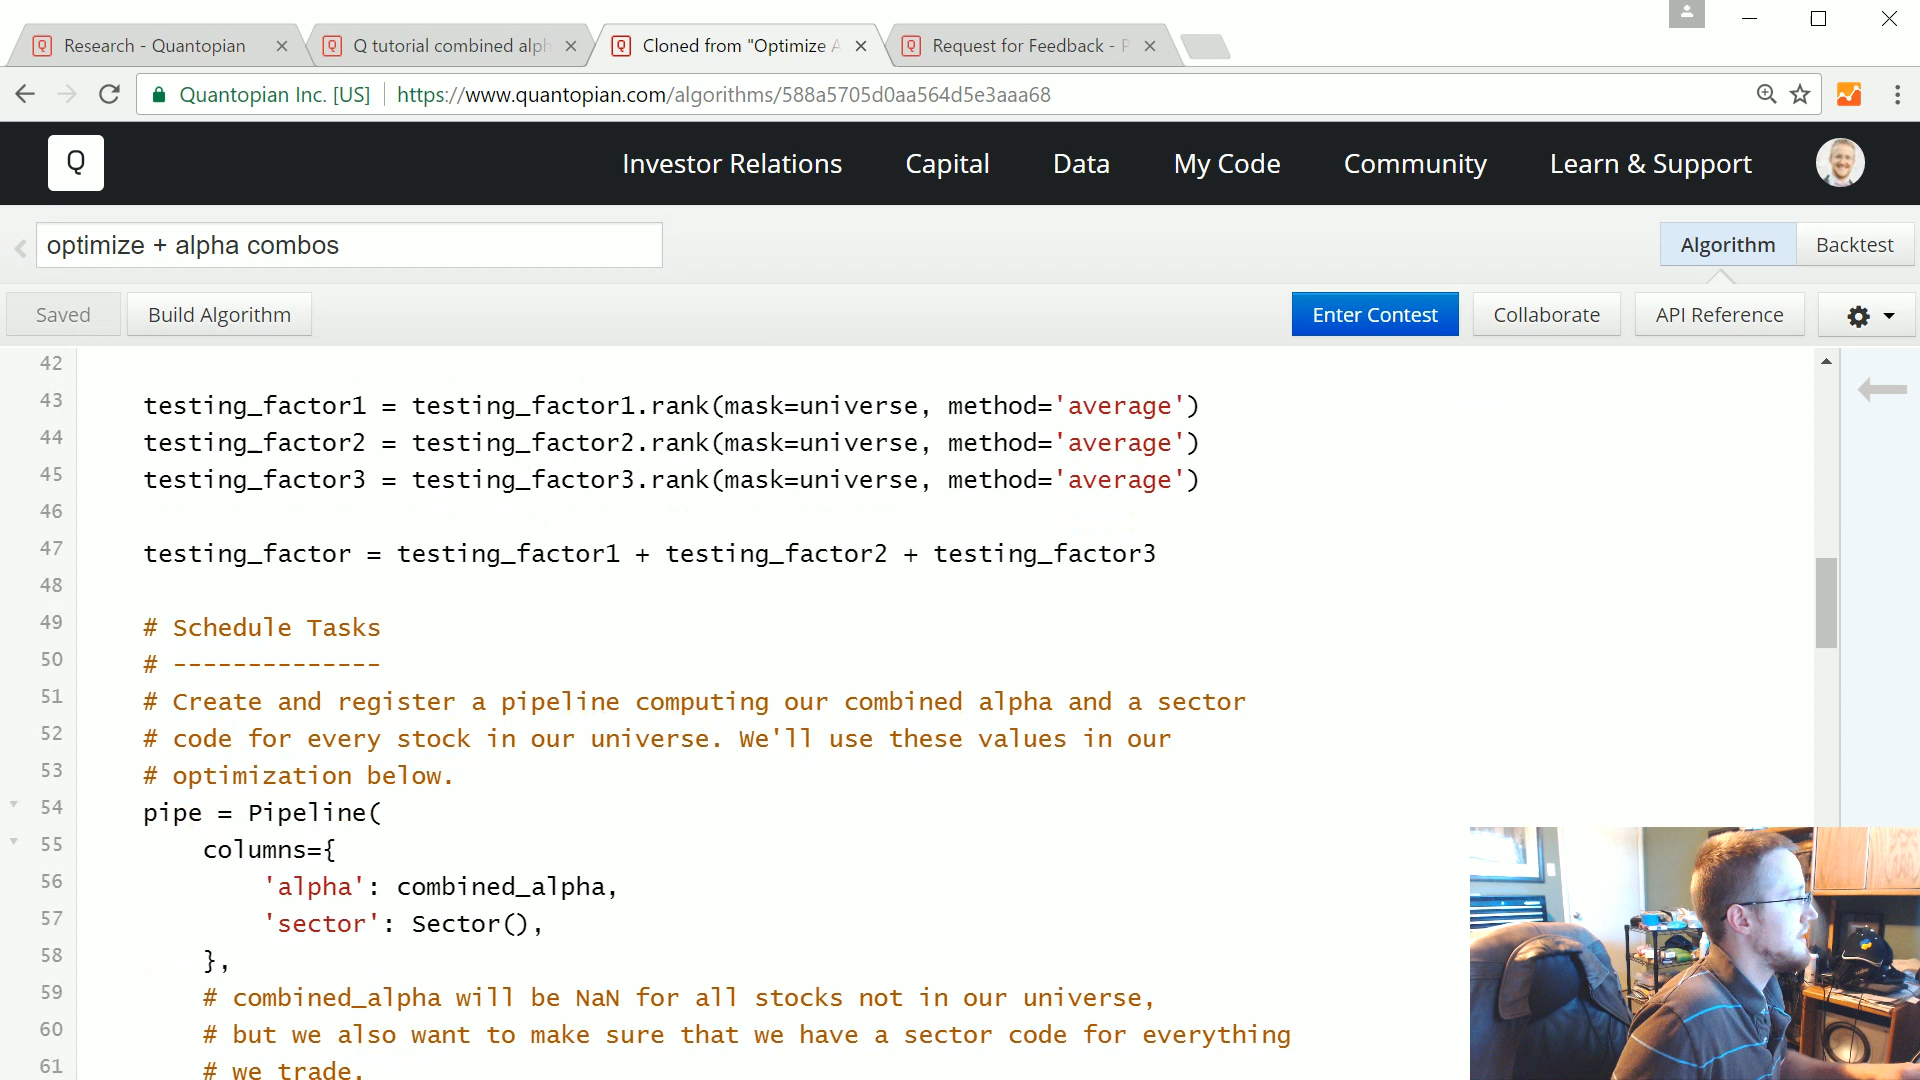 Research - Quantopian
Q tutorial combined alph
Cloned from "Optimize A
Request for Feedback - P
Quantopian Inc. [US]
https://www.quantopian.com/algorithms/588a5705d0aa564d5e3aaa68
Q
Investor Relations
Capital
Data
My Code
Community
Learn & Support
optimize + alpha combos
Algorithm
Backtest
Saved
Build Algorithm
Enter Contest
Collaborate
API Reference
42
43 testing_factor1 = testing_factor1.rank(mask=universe, method='average')
44 testing_factor2 = testing_factor2.rank(mask=universe, method='average')
45 testing_factor3 = testing_factor3.rank(mask=universe, method='average')
46
47 testing_factor = testing_factor1 + testing_factor2 + testing_factor3
48
49 # Schedule Tasks
50 # --------------
51 # Create and register a pipeline computing our combined alpha and a sector
52 # code for every stock in our universe. We'll use these values in our
53 # optimization below.
54 pipe = Pipeline(
55 columns={
56 'alpha': combined_alpha,
57 'sector': Sector(),
58 },
59 # combined_alpha will be NaN for all stocks not in our universe,
60 # but we also want to make sure that we have a sector code for everything
61 # we trade.